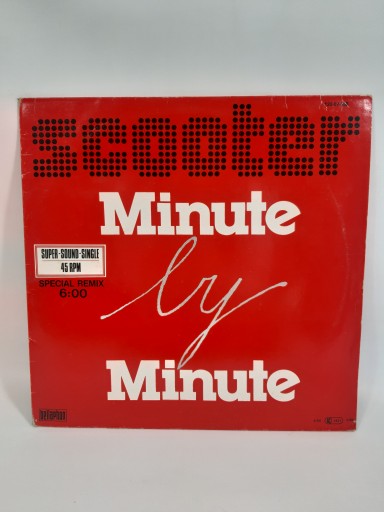 scooter
Minute
by
Minute
SUPER-SOUND-SINGLE
45 RPM
SPECIAL REMIX
6:00